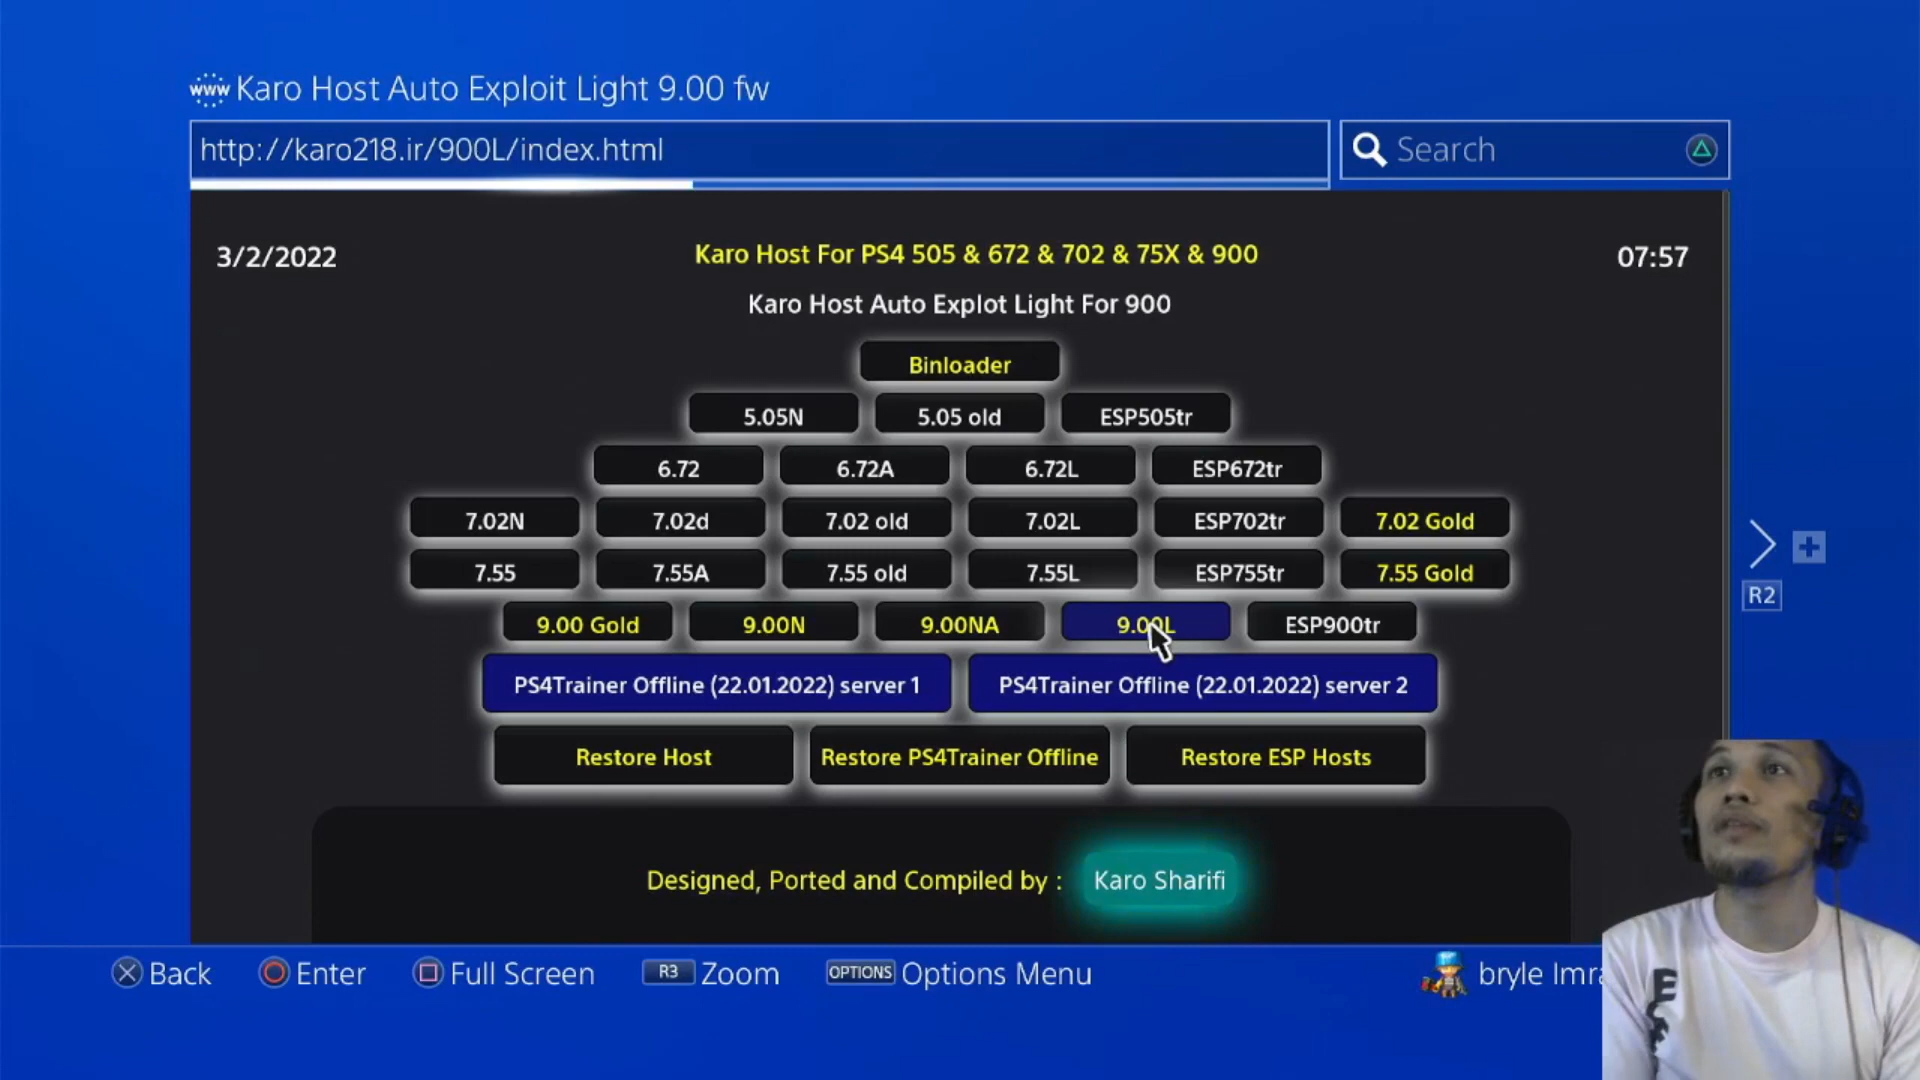 www Karo Host Auto Exploit Light 9.00 fw
http://karo218.ir/900L/index.html
Search
3/2/2022
Karo Host For PS4 505 & 672 & 702 & 75X & 900
07:57
Karo Host Auto Explot Light For 900
Binloader
5.05N 5.05 old ESP505tr
6.72 6.72A 6.72L ESP672tr
7.02N 7.02d 7.02 old 7.02L ESP702tr 7.02 Gold
7.55 7.55A 7.55 old 7.55L ESP755tr 7.55 Gold
R2
9.00 Gold 9.00N 9.00NA 9.00L ESP900tr
PS4Trainer Offline (22.01.2022) server 1 PS4Trainer Offline (22.01.2022) server 2
Restore Host Restore PS4Trainer Offline Restore ESP Hosts
Designed, Ported and Compiled by : Karo Sharifi
Back Enter Full Screen R3 Zoom OPTIONS Options Menu bryle